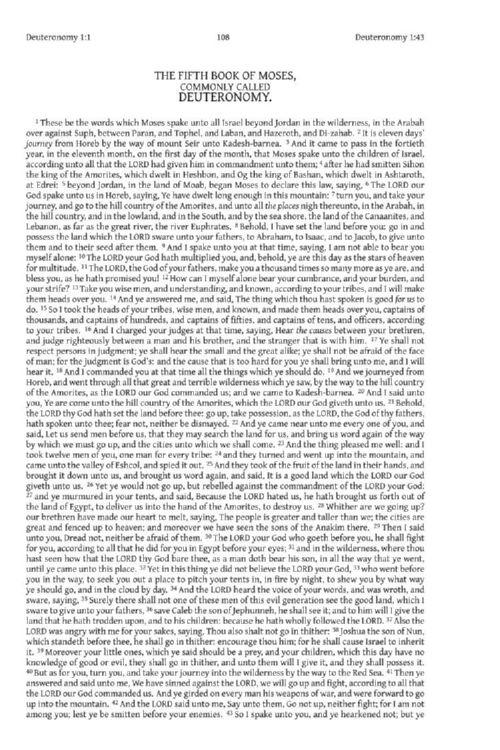 Deuteronomy 1:1 108 Deuteronomy 1:43
THE FIFTH BOOK OF MOSES,
COMMONLY CALLED
DEUTERONOMY.
1 These be the words which Moses spake unto all Israel beyond Jordan in the wilderness, in the Arabah
over against Suph, between Paran, and Tophel, and Laban, and Hazeroth, and Di-zahab. 2 It is eleven days'
journey from Horeb by the way of mount Seir unto Kadesh-barnea. 3 And it came to pass in the fortieth
year, in the eleventh month, on the first day of the month, that Moses spake unto the children of Israel,
according unto all that the LORD had given him in commandment unto them; 4 after he had smitten Sihon
the king of the Amorites, which dwelt in Heshbon, and Og the king of Bashan, which dwelt in Ashtaroth,
at Edrei: 5 beyond Jordan, in the land of Moab, began Moses to declare this law, saying, 6 The LORD our
God spake unto us in Horeb, saying, Ye have dwelt long enough in this mountain: 7 turn you, and take your
journey, and go to the hill country of the Amorites, and unto all the places nigh thereunto, in the Arabah, in
the hill country, and in the lowland, and in the South, and by the sea shore, the land of the Canaanites, and
Lebanon, as far as the great river, the river Euphrates. 8 Behold, I have set the land before you: go in and
possess the land which the LORD sware unto your fathers, to Abraham, to Isaac, and to Jacob, to give unto
them and to their seed after them. 9 And I spake unto you at that time, saying, I am not able to bear you
myself alone: 10 The LORD your God hath multiplied you, and, behold, ye are this day as the stars of heaven
for multitude. 11 The LORD, the God of your fathers, make you a thousand times so many more as ye are, and
bless you, as he hath promised you! 12 How can I myself alone bear your cumbrance, and your burden, and
your strife? 13 Take you wise men, and understanding, and known, according to your tribes, and I will make
them heads over you. 14 And ye answered me, and said, The thing which thou hast spoken is good for us to
do. 15 So I took the heads of your tribes, wise men, and known, and made them heads over you, captains of
thousands, and captains of hundreds, and captains of fifties, and captains of tens, and officers, according
to your tribes. 16 And I charged your judges at that time, saying, Hear the causes between your brethren,
and judge righteously between a man and his brother, and the stranger that is with him. 17 Ye shall not
respect persons in judgment; ye shall hear the small and the great alike; ye shall not be afraid of the face
of man; for the judgment is God's: and the cause that is too hard for you ye shall bring unto me, and I will
hear it. 18 And I commanded you at that time all the things which ye should do. 19 And we journeyed from
Horeb, and went through all that great and terrible wilderness which ye saw, by the way to the hill country
of the Amorites, as the LORD our God commanded us; and we came to Kadesh-barnea. 20 And I said unto
you, Ye are come unto the hill country of the Amorites, which the LORD our God giveth unto us. 21 Behold,
the LORD thy God hath set the land before thee: go up, take possession, as the LORD, the God of thy fathers,
hath spoken unto thee; fear not, neither be dismayed. 22 And ye came near unto me every one of you, and
said, Let us send men before us, that they may search the land for us, and bring us word again of the way
by which we must go up, and the cities unto which we shall come. 23 And the thing pleased me well: and I
took twelve men of you, one man for every tribe: 24 and they turned and went up into the mountain, and
came unto the valley of Eshcol, and spied it out. 25 And they took of the fruit of the land in their hands, and
brought it down unto us, and brought us word again, and said, It is a good land which the LORD our God
giveth unto us. 26 Yet ye would not go up, but rebelled against the commandment of the LORD your God:
27 and ye murmured in your tents, and said, Because the LORD hated us, he hath brought us forth out of
the land of Egypt, to deliver us into the hand of the Amorites, to destroy us. 28 Whither are we going up?
our brethren have made our heart to melt, saying, The people is greater and taller than we; the cities are
great and fenced up to heaven; and moreover we have seen the sons of the Anakim there. 29 Then I said
unto you, Dread not, neither be afraid of them. 30 The LORD your God who goeth before you, he shall fight
for you, according to all that he did for you in Egypt before your eyes; 31 and in the wilderness, where thou
hast seen how that the LORD thy God bare thee, as a man doth bear his son, in all the way that ye went,
until ye came unto this place. 32 Yet in this thing ye did not believe the LORD your God, 33 who went before
you in the way, to seek you out a place to pitch your tents in, in fire by night, to shew you by what way
ye should go, and in the cloud by day. 34 And the LORD heard the voice of your words, and was wroth, and
sware, saying, 35 Surely there shall not one of these men of this evil generation see the good land, which I
sware to give unto your fathers, 36 save Caleb the son of Jephunneh, he shall see it; and to him will I give the
land that he hath trodden upon, and to his children: because he hath wholly followed the LORD. 37 Also the
LORD was angry with me for your sakes, saying, Thou also shalt not go in thither: 38 Joshua the son of Nun,
which standeth before thee, he shall go in thither: encourage thou him; for he shall cause Israel to inherit
it. 39 Moreover your little ones, which ye said should be a prey, and your children, which this day have no
knowledge of good or evil, they shall go in thither, and unto them will I give it, and they shall possess it.
40 But as for you, turn you, and take your journey into the wilderness by the way to the Red Sea. 41 Then ye
answered and said unto me, We have sinned against the LORD, we will go up and fight, according to all that
the LORD our God commanded us. And ye girded on every man his weapons of war, and were forward to go
up into the mountain. 42 And the LORD said unto me, Say unto them, Go not up, neither fight; for I am not
among you; lest ye be smitten before your enemies. 43 So I spake unto you, and ye hearkened not; but ye